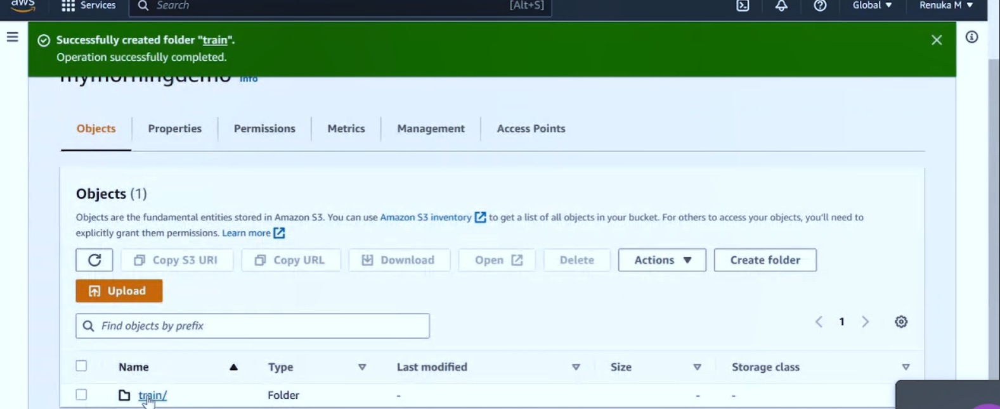 aws Services Search [Alt+S] Global ▼ Renuka M ▼
Successfully created folder "train".
Operation successfully completed.
mymorningdemo Info
Objects Properties Permissions Metrics Management Access Points
Objects (1)
Objects are the fundamental entities stored in Amazon S3. You can use Amazon S3 inventory to get a list of all objects in your bucket. For others to access your objects, you'll need to
explicitly grant them permissions. Learn more
Copy S3 URI Copy URL Download Open Delete Actions ▼ Create folder
Upload
Find objects by prefix 1
Name Type Last modified Size Storage class
train/ Folder - - -